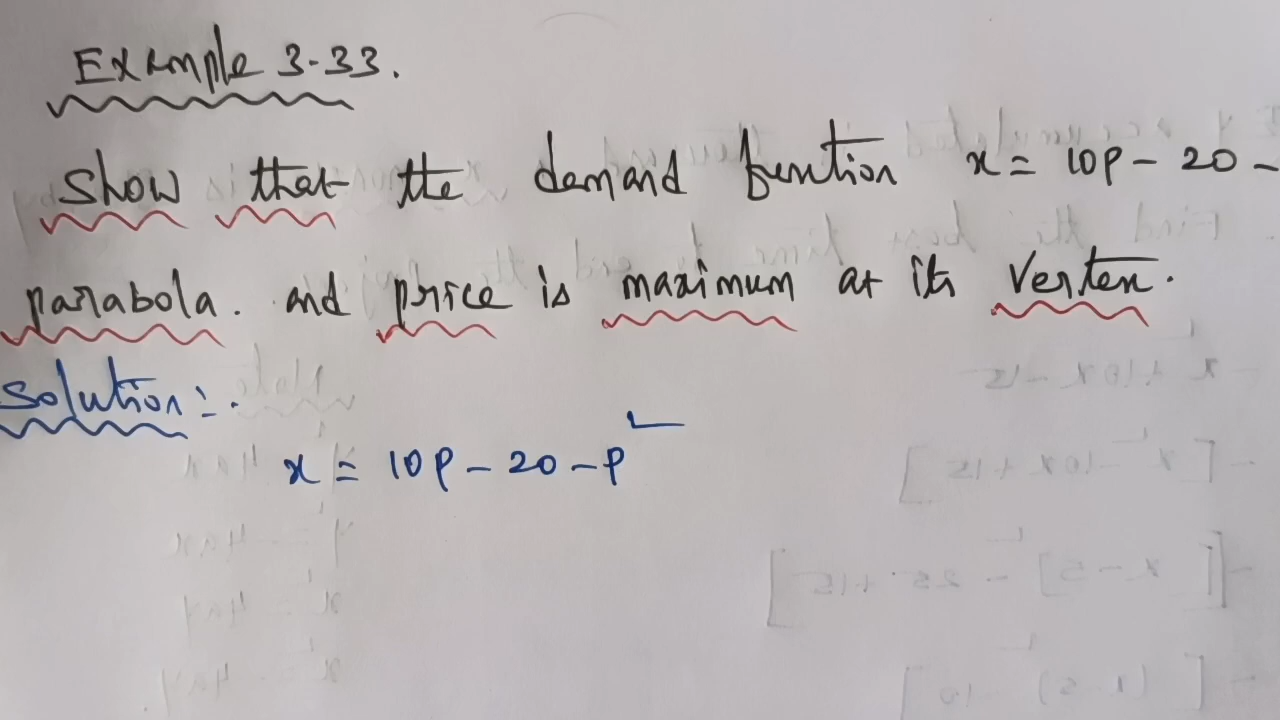 Example 3.33.
Show that the demand function x = 10p - 20 -
parabola. and price is maximum at its Vertex.
Solution:-.
x = 10p - 20 - p²